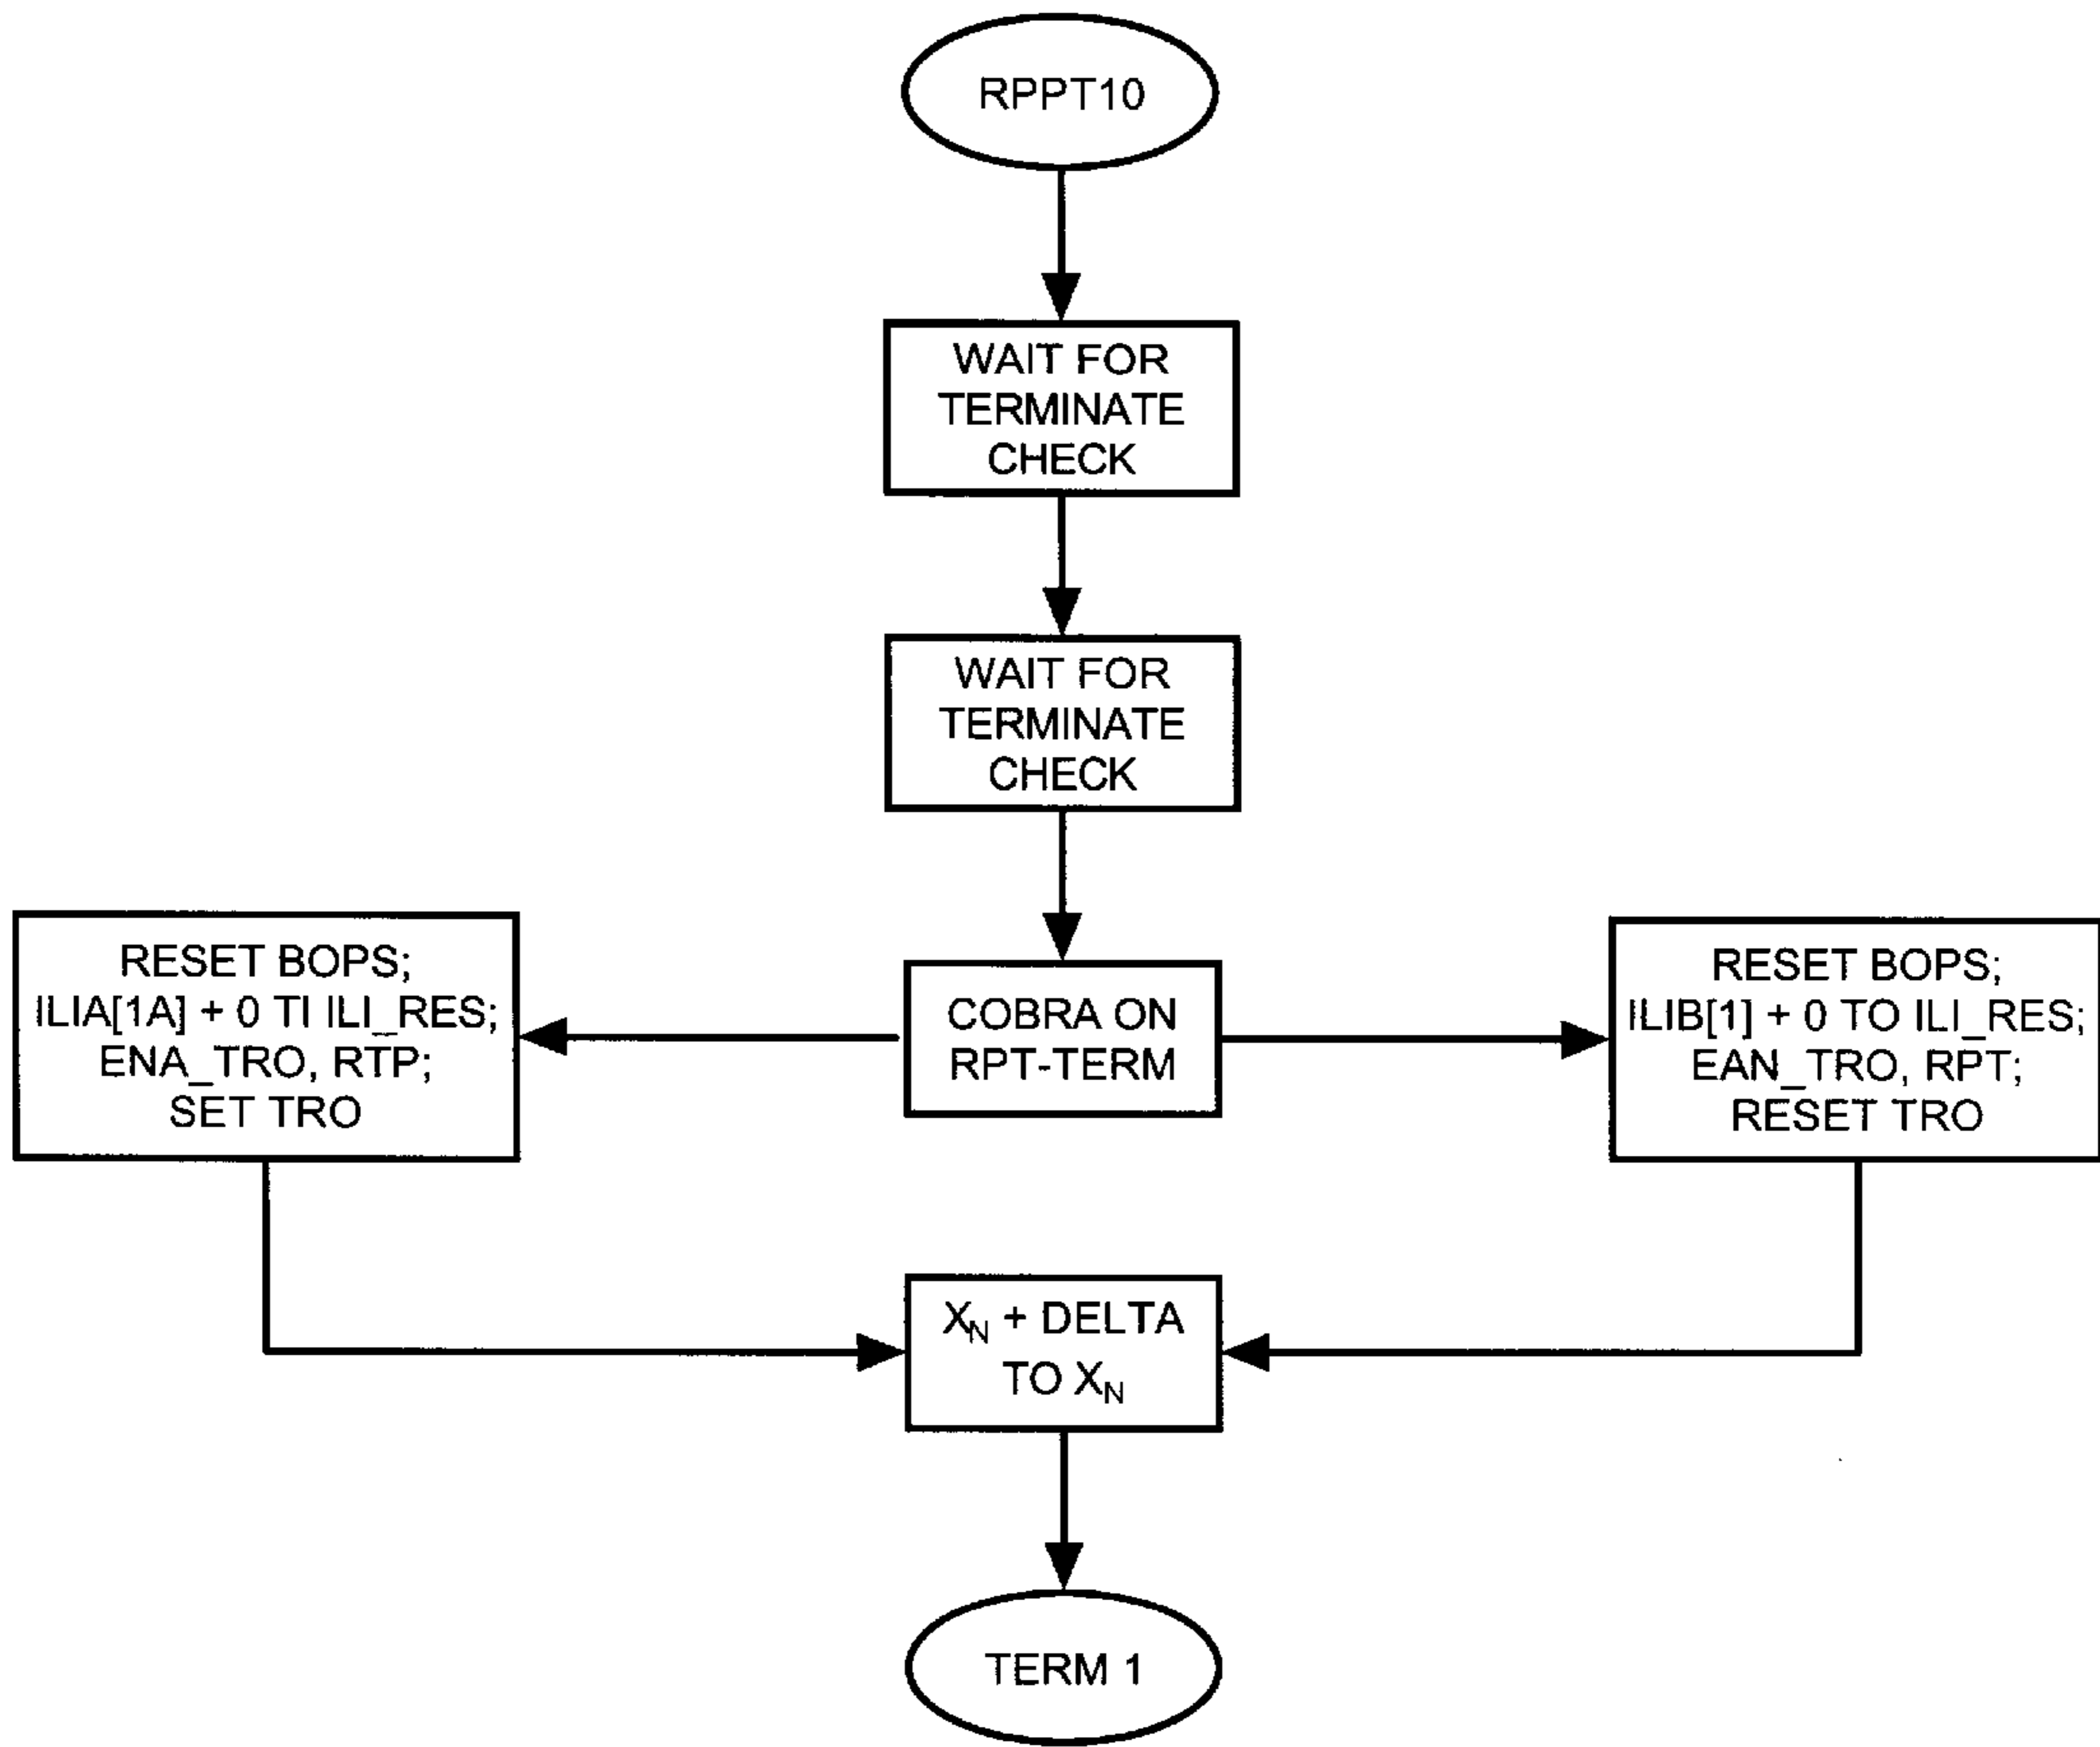 RPPT10
WAIT FOR
TERMINATE
CHECK
WAIT FOR
TERMINATE
CHECK
RESET BOPS;
ILIA[1A] + 0 TI ILI_RES;
ENA_TRO, RTP;
SET TRO
COBRA ON
RPT-TERM
RESET BOPS;
ILIB[1] + 0 TO ILI_RES;
EAN_TRO, RPT;
RESET TRO
X_N + DELTA
TO X_N
TERM 1